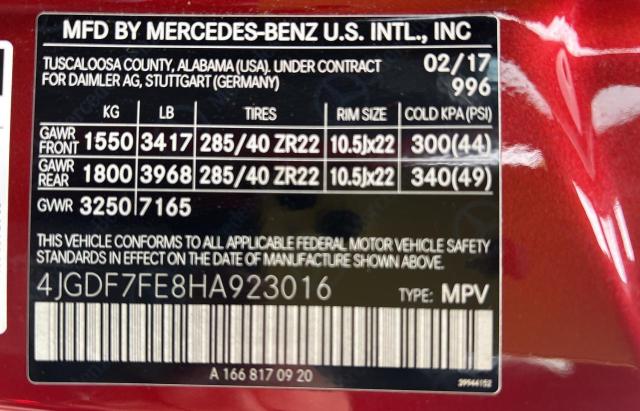 MFD BY MERCEDES-BENZ U.S. INTL., INC
TUSCALOOSA COUNTY, ALABAMA (USA). UNDER CONTRACT 02/17
FOR DAIMLER AG, STUTTGART (GERMANY) 996
KG LB TIRES RIM SIZE COLD KPA (PSI)
GAWR FRONT 1550 3417 285/40 ZR22 10.5Jx22 300(44)
GAWR REAR 1800 3968 285/40 ZR22 10.5Jx22 340(49)
GVWR 3250 7165
THIS VEHICLE CONFORMS TO ALL APPLICABLE FEDERAL MOTOR VEHICLE SAFETY
STANDARDS IN EFFECT ON THE DATE OF MANUFACTURE SHOWN ABOVE.
4JGDF7FE8HA923016 TYPE: MPV
A 166 817 09 20